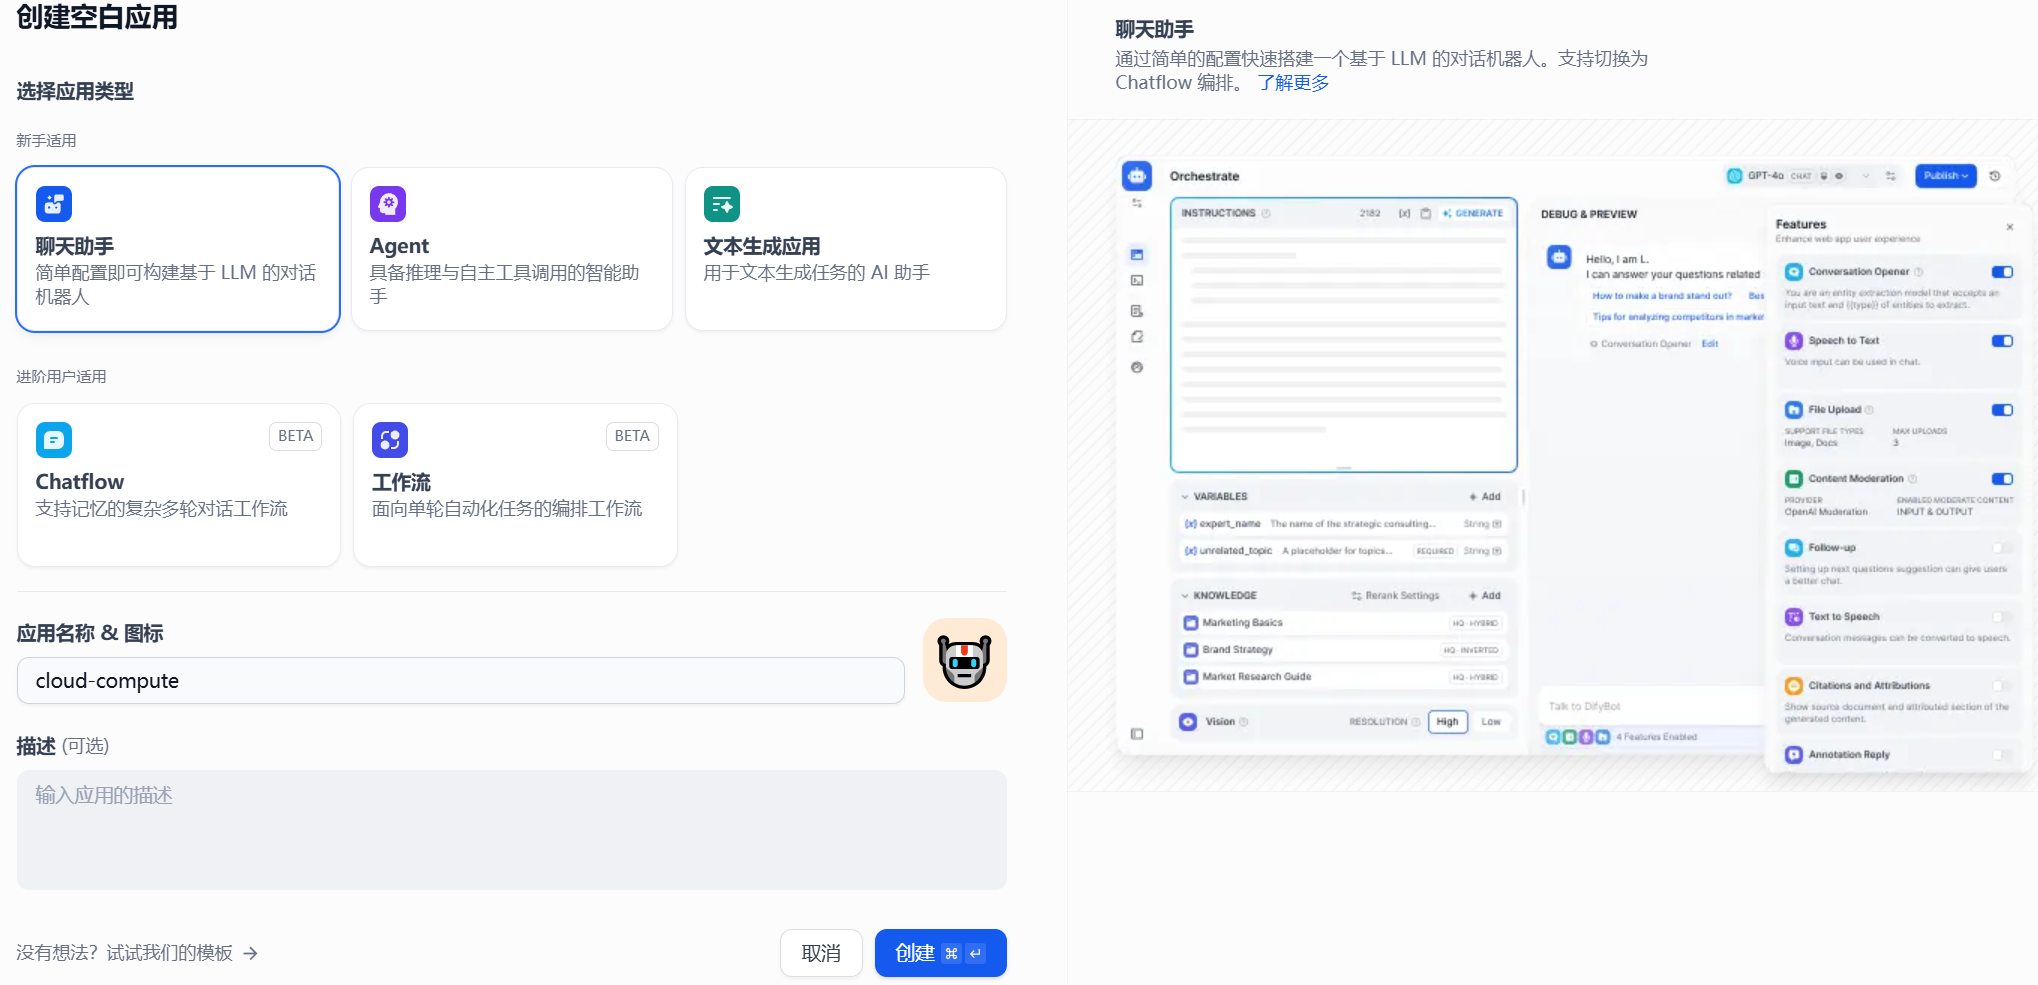 创建空白应用
选择应用类型
新手适用
聊天助手
简单配置即可构建基于 LLM 的对话
机器人
Agent
具备推理与自主工具调用的智能助
手
文本生成应用
用于文本生成任务的 AI 助手
进阶用户适用
BETA
Chatflow
支持记忆的复杂多轮对话工作流
BETA
工作流
面向单轮自动化任务的编排工作流
应用名称 & 图标
cloud-compute
描述 (可选)
输入应用的描述
没有想法？试试我们的模板 →
取消
创建 ⌘ ↵
聊天助手
通过简单的配置快速搭建一个基于 LLM 的对话机器人。支持切换为
Chatflow 编排。 了解更多
Orchestrate
GPT-4o CHAT
Publish
INSTRUCTIONS
2182 {x} GENERATE
VARIABLES
+ Add
{x} expert_name The name of the strategic consulting... String
{x} unrelated_topic A placeholder for topics... REQUIRED String
KNOWLEDGE
Rerank Settings + Add
Marketing Basics HQ · HYBRID
Brand Strategy HQ · INVERTED
Market Research Guide HQ · HYBRID
Vision RESOLUTION High Low
DEBUG & PREVIEW
Hello, I am L.
I can answer your questions related
How to make a brand stand out? Bes
Tips for analyzing competitors in marke
Conversation Opener Edit
Talk to DifyBot
4 Features Enabled
Features
Enhance web app user experience
Conversation Opener
You are an entity extraction model that accepts an
input text and {{type}} of entities to extract.
Speech to Text
Voice input can be used in chat.
File Upload
SUPPORT FILE TYPES MAX UPLOADS
Image, Docs 3
Content Moderation
PROVIDER ENABLED MODERATE CONTENT
OpenAI Moderation INPUT & OUTPUT
Follow-up
Setting up next questions suggestion can give users
a better chat.
Text to Speech
Conversation messages can be converted to speech.
Citations and Attributions
Show source document and attributed section of the
generated content.
Annotation Reply